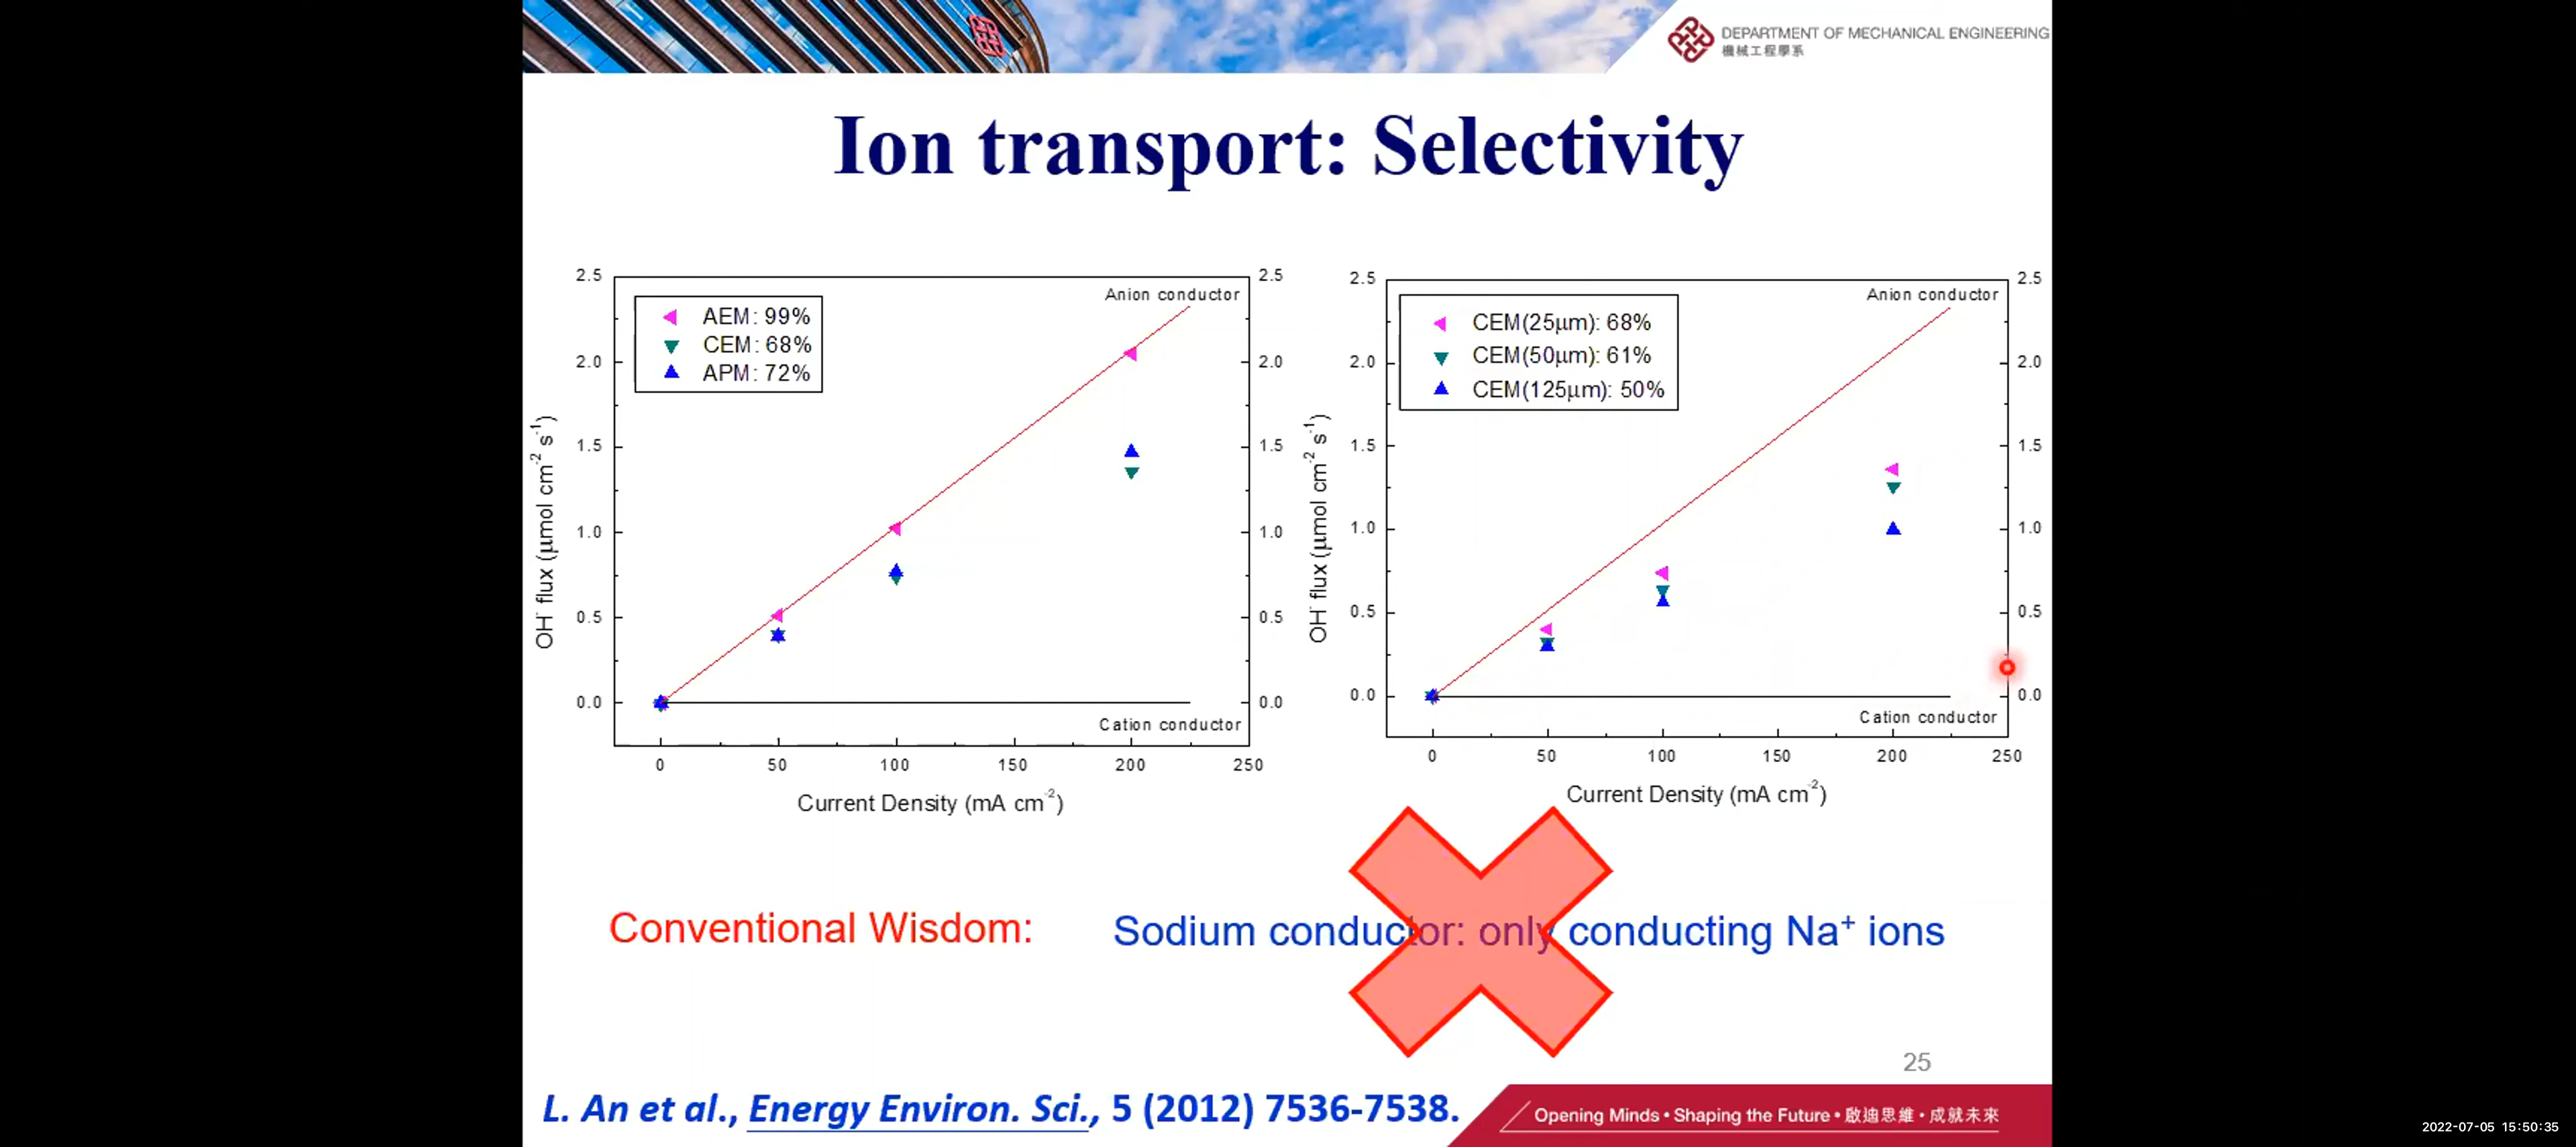 DEPARTMENT OF MECHANICAL ENGINEERING
機械工程學系
Ion transport: Selectivity
2.5
2.0
1.5
1.0
0.5
0.0
OH⁻ flux (μmol cm⁻² s⁻¹)
AEM: 99%
CEM: 68%
APM: 72%
Anion conductor
Cation conductor
2.5
2.0
1.5
1.0
0.5
0.0
0 50 100 150 200 250
Current Density (mA cm⁻²)
2.5
2.0
1.5
1.0
0.5
0.0
OH⁻ flux (μmol cm⁻² s⁻¹)
CEM(25μm): 68%
CEM(50μm): 61%
CEM(125μm): 50%
Anion conductor
Cation conductor
2.5
2.0
1.5
1.0
0.5
0.0
0 50 100 150 200 250
Current Density (mA cm⁻²)
Conventional Wisdom: Sodium conductor: only conducting Na⁺ ions
25
L. An et al., Energy Environ. Sci., 5 (2012) 7536-7538.
Opening Minds • Shaping the Future • 啟迪思維 • 成就未來
2022-07-05 15:50:35